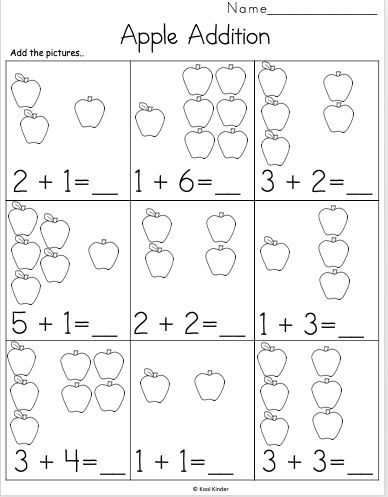 Name________________
Apple Addition
Add the pictures..
2 + 1=__ 1 + 6=__ 3 + 2=__
5 + 1=__ 2 + 2=__ 1 + 3=__
3 + 4=__ 1 + 1=__ 3 + 3=__
© Kool Kinder